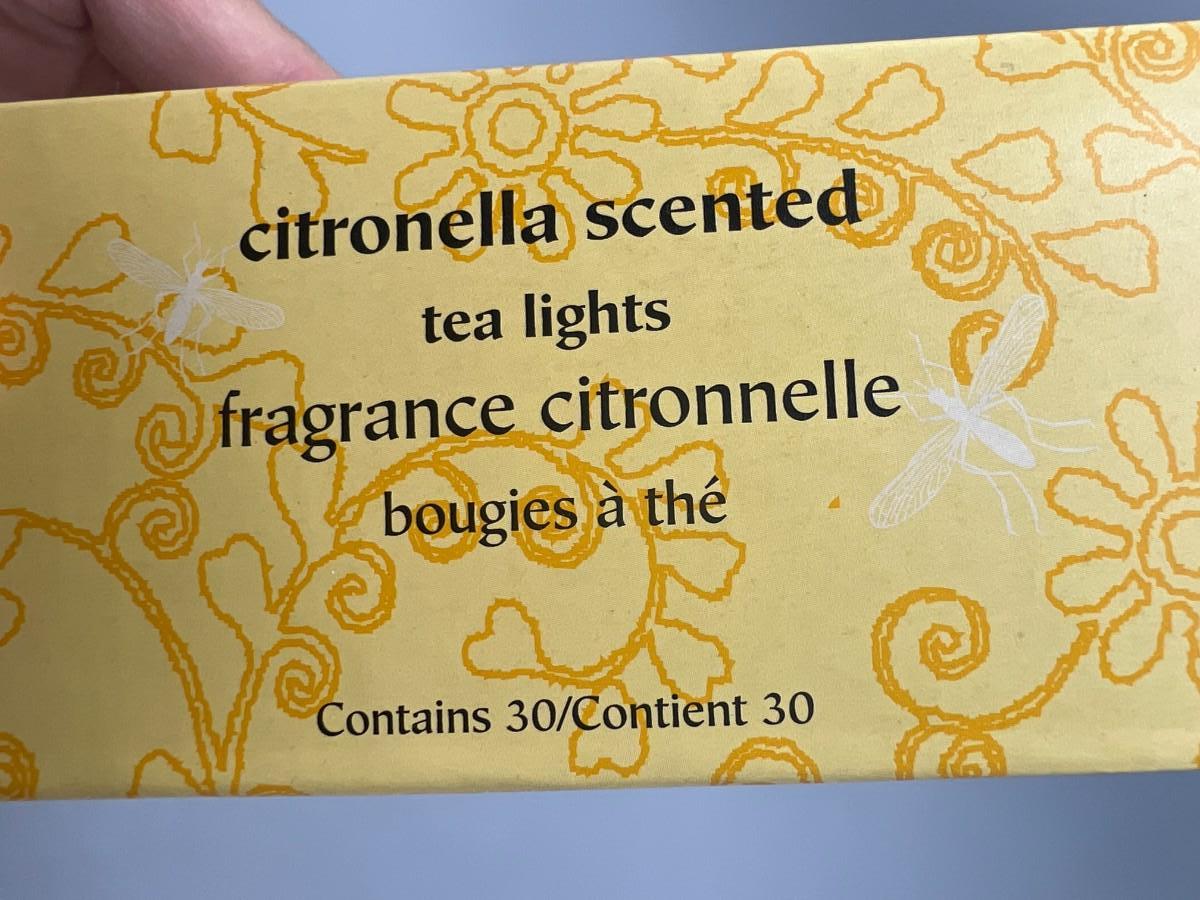 citronella scented
tea lights
fragrance citronnelle
bougies à thé
Contains 30/Contient 30